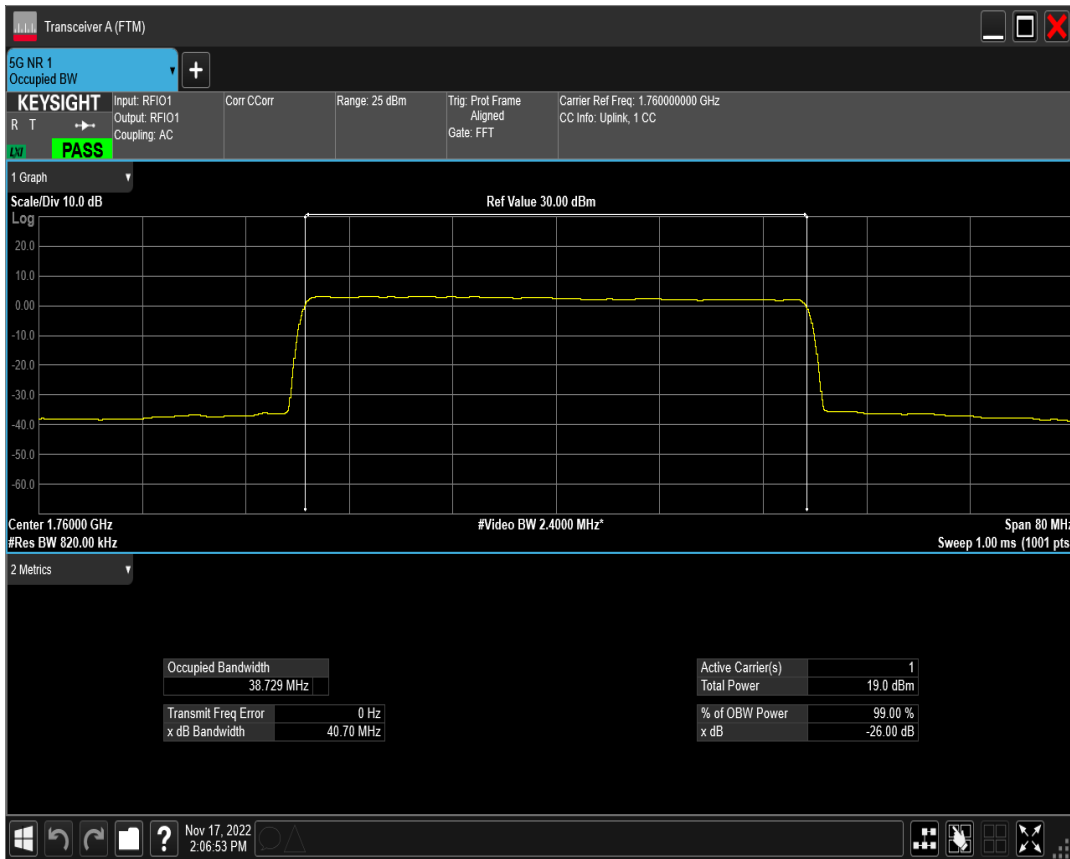 Transceiver A (FTM)
5G NR 1
Occupied BW
+
KEYSIGHT
R T
LXI
PASS
Input: RFIO1
Output: RFIO1
Coupling: AC
Corr CCorr
Range: 25 dBm
Trig: Prot Frame
Aligned
Gate: FFT
Carrier Ref Freq: 1.760000000 GHz
CC Info: Uplink, 1 CC
1 Graph
Scale/Div 10.0 dB
Ref Value 30.00 dBm
Log
20.0
10.0
0.00
-10.0
-20.0
-30.0
-40.0
-50.0
-60.0
Center 1.76000 GHz
#Video BW 2.4000 MHz*
Span 80 MHz
#Res BW 820.00 kHz
Sweep 1.00 ms (1001 pts
2 Metrics
Occupied Bandwidth
38.729 MHz
Transmit Freq Error 0 Hz
x dB Bandwidth 40.70 MHz
Active Carrier(s) 1
Total Power 19.0 dBm
% of OBW Power 99.00 %
x dB -26.00 dB
?
Nov 17, 2022
2:06:53 PM